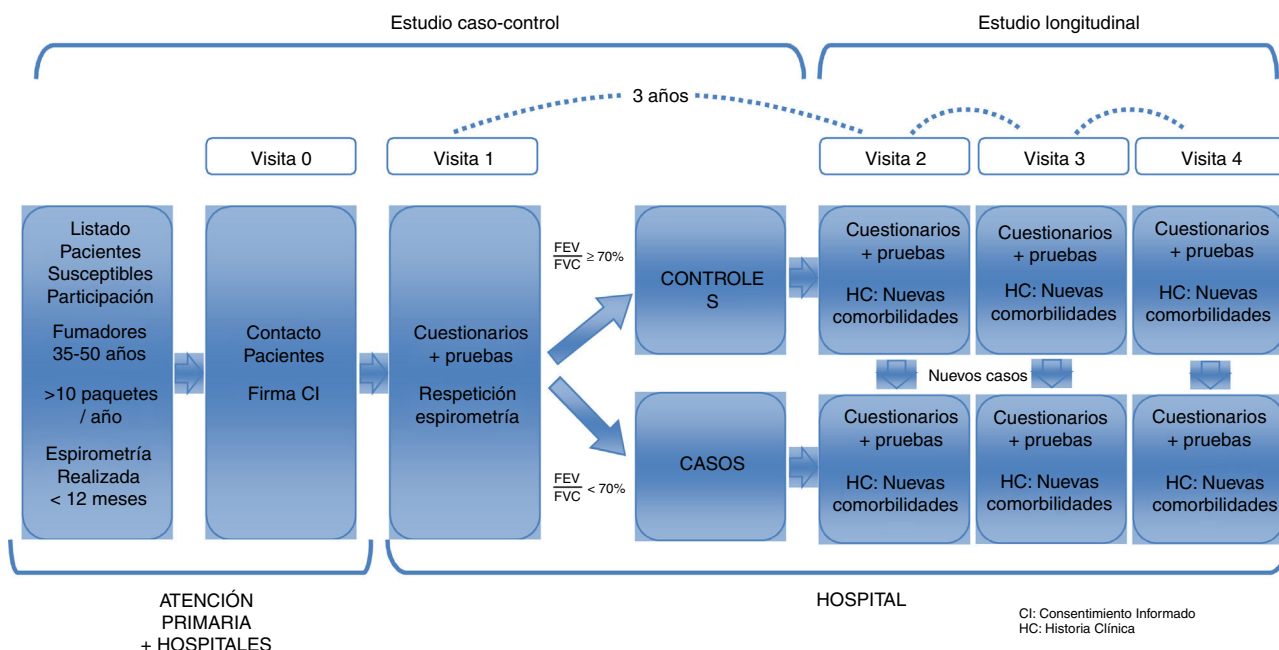 Estudio caso-control
Estudio longitudinal
3 años
Visita 0
Visita 1
Visita 2
Visita 3
Visita 4
Listado
Pacientes
Susceptibles
Participación
Fumadores
35-50 años
>10 paquetes
/ año
Espirometría
Realizada
< 12 meses
Contacto
Pacientes
Firma CI
Cuestionarios
+ pruebas
Respetición
espirometría
FEV
FVC ≥ 70%
FEV
FVC < 70%
CONTROLE
S
CASOS
Cuestionarios
+ pruebas
HC: Nuevas
comorbilidades
Cuestionarios
+ pruebas
HC: Nuevas
comorbilidades
Cuestionarios
+ pruebas
HC: Nuevas
comorbilidades
Nuevos casos
Cuestionarios
+ pruebas
HC: Nuevas
comorbilidades
Cuestionarios
+ pruebas
HC: Nuevas
comorbilidades
Cuestionarios
+ pruebas
HC: Nuevas
comorbilidades
ATENCIÓN
PRIMARIA
+ HOSPITALES
HOSPITAL
CI: Consentimiento Informado
HC: Historia Clínica